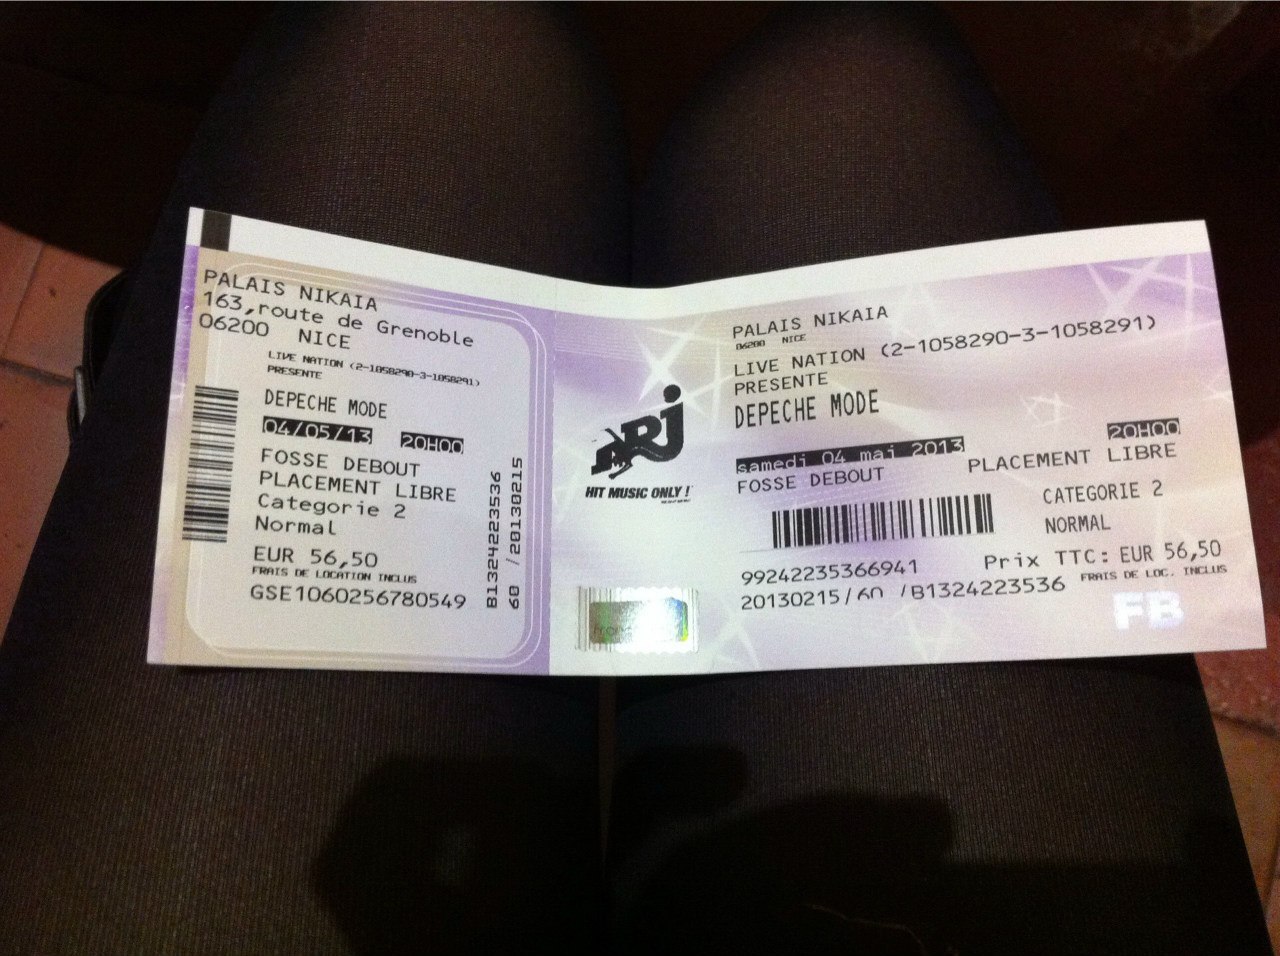 PALAIS NIKAIA
163,route de Grenoble
06200 NICE
LIVE NATION (2-1058290-3-1058291)
PRESENTE
DEPECHE MODE
04/05/13 20H00
FOSSE DEBOUT
PLACEMENT LIBRE
Categorie 2
Normal
EUR 56,50
FRAIS DE LOCATION INCLUS
GSE1060256780549
B1324223536
60 /20130215
NRJ
HIT MUSIC ONLY !
PALAIS NIKAIA
06200 NICE
LIVE NATION (2-1058290-3-1058291)
PRESENTE
DEPECHE MODE
samedi 04 mai 2013 20H00
FOSSE DEBOUT PLACEMENT LIBRE
CATEGORIE 2
NORMAL
99242235366941 Prix TTC: EUR 56,50
20130215/60 /B1324223536 FRAIS DE LOC. INCLUS
FB